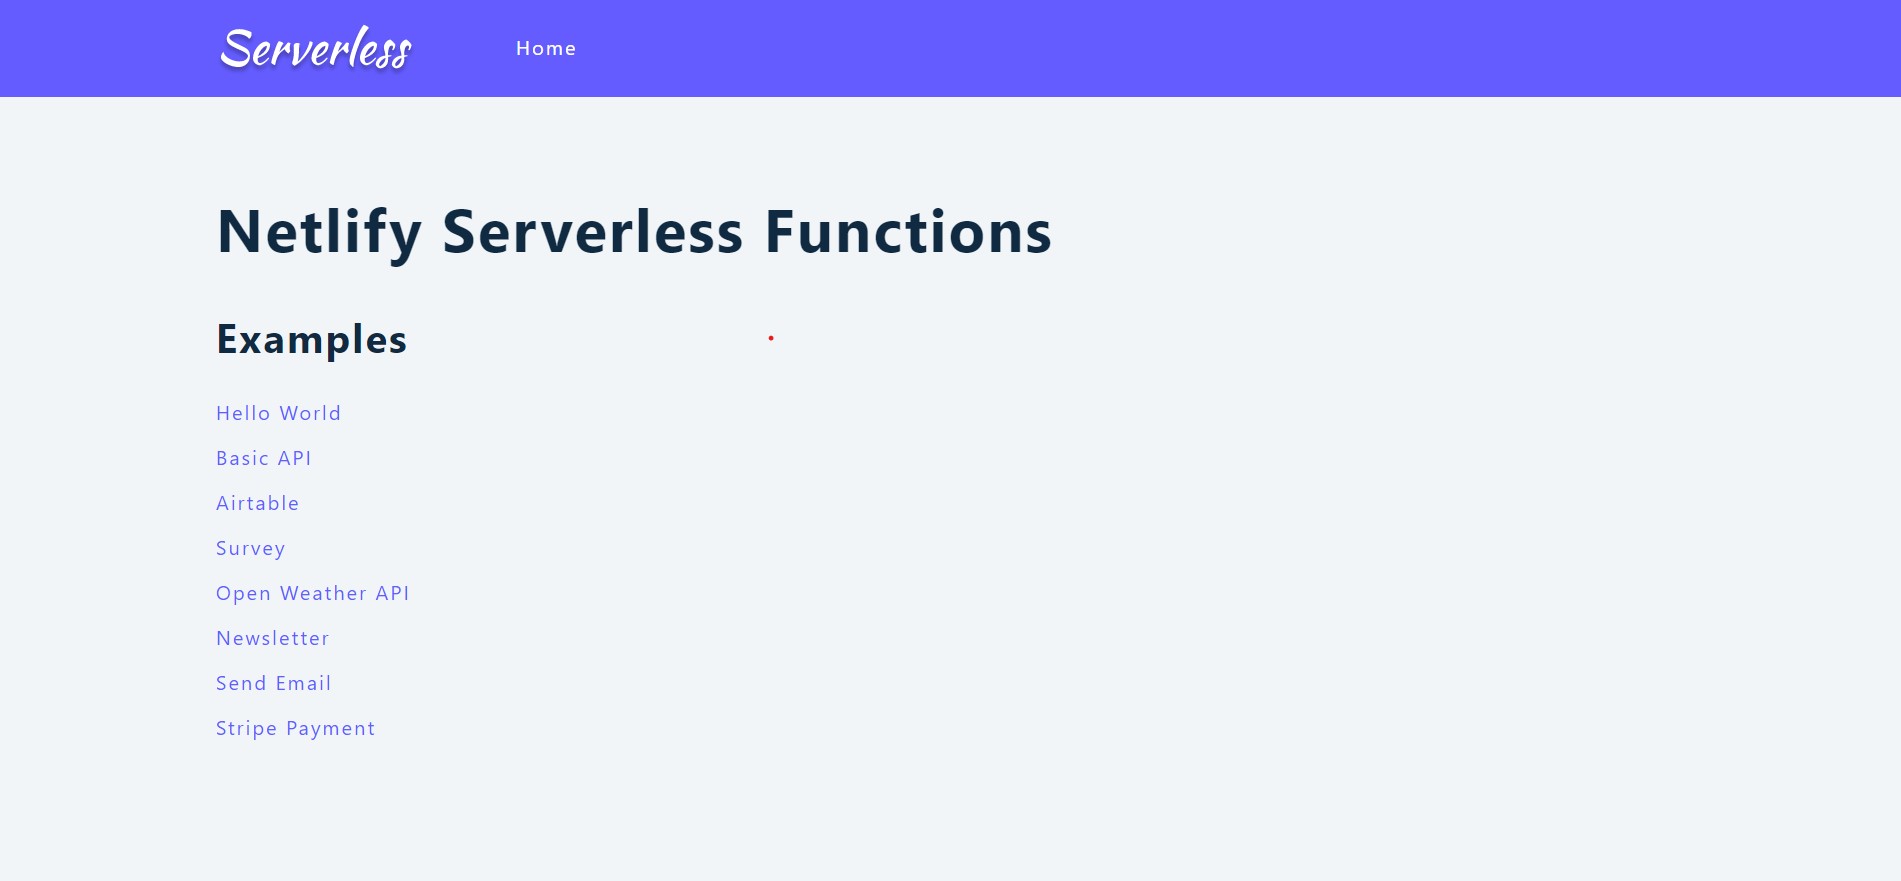 Serverless
Home
Netlify Serverless Functions
Examples
Hello World
Basic API
Airtable
Survey
Open Weather API
Newsletter
Send Email
Stripe Payment